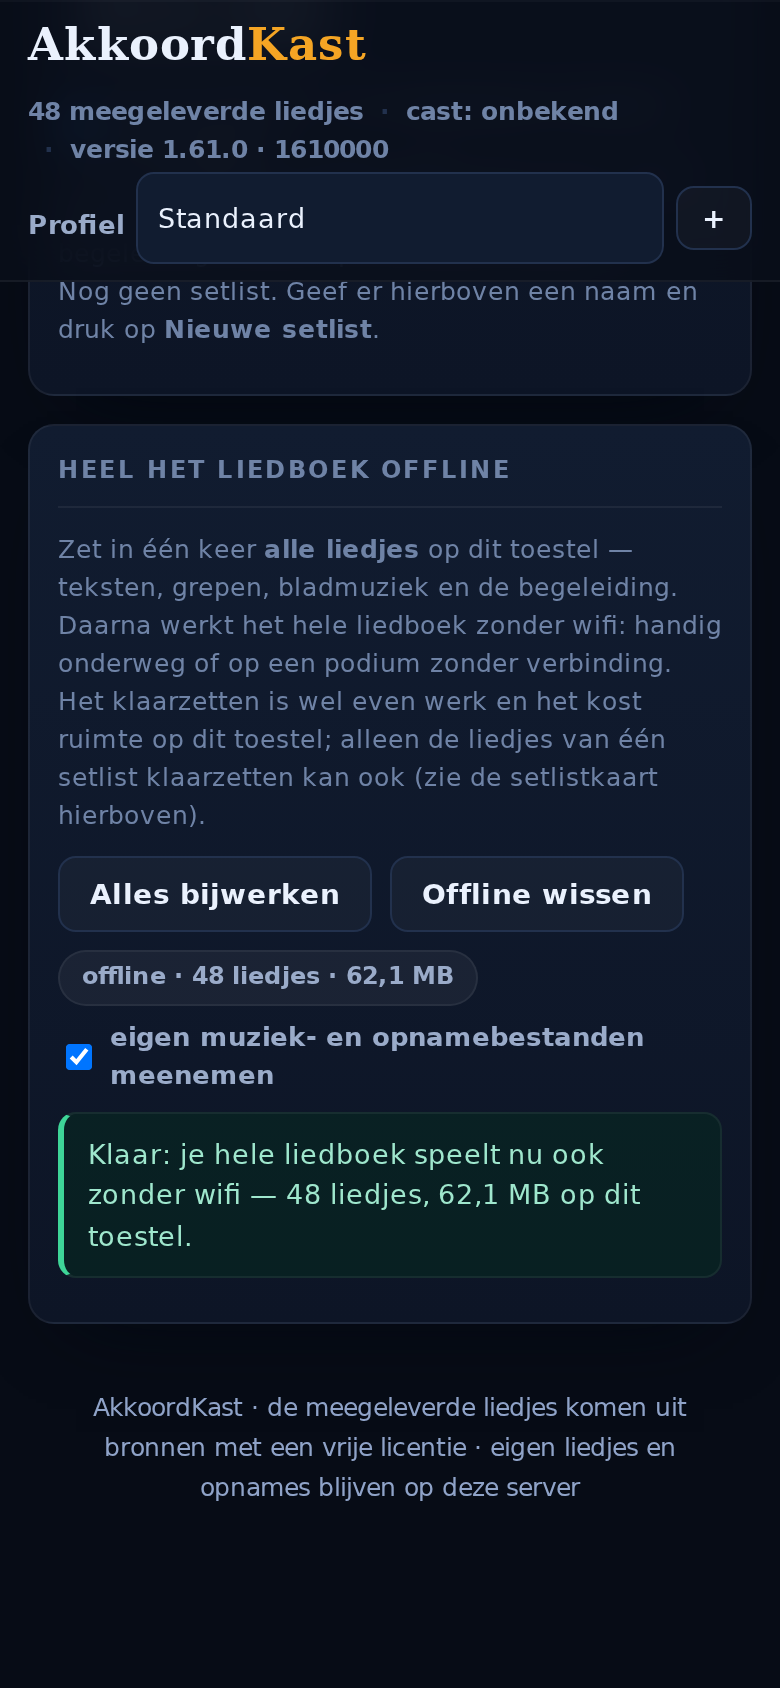 AkkoordKast
48 meegeleverde liedjes · cast: onbekend
· versie 1.61.0 · 1610000
Profiel Standaard +
Nog geen setlist. Geef er hierboven een naam en
druk op Nieuwe setlist.
HEEL HET LIEDBOEK OFFLINE
Zet in één keer alle liedjes op dit toestel —
teksten, grepen, bladmuziek en de begeleiding.
Daarna werkt het hele liedboek zonder wifi: handig
onderweg of op een podium zonder verbinding.
Het klaarzetten is wel even werk en het kost
ruimte op dit toestel; alleen de liedjes van één
setlist klaarzetten kan ook (zie de setlistkaart
hierboven).
Alles bijwerken Offline wissen
offline · 48 liedjes · 62,1 MB
eigen muziek- en opnamebestanden
meenemen
Klaar: je hele liedboek speelt nu ook
zonder wifi — 48 liedjes, 62,1 MB op dit
toestel.
AkkoordKast · de meegeleverde liedjes komen uit
bronnen met een vrije licentie · eigen liedjes en
opnames blijven op deze server